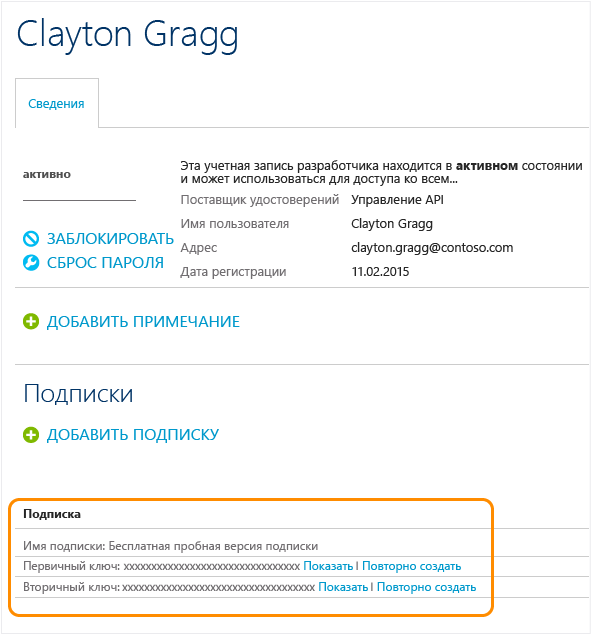 Clayton Gragg
Сведения
активно
Эта учетная запись разработчика находится в активном состоянии
и может использоваться для доступа ко всем...
Поставщик удостоверений Управление API
Имя пользователя Clayton Gragg
ЗАБЛОКИРОВАТЬ
Адрес clayton.gragg@contoso.com
СБРОС ПАРОЛЯ
Дата регистрации 11.02.2015
ДОБАВИТЬ ПРИМЕЧАНИЕ
Подписки
ДОБАВИТЬ ПОДПИСКУ
Подписка
Имя подписки: Бесплатная пробная версия подписки
Первичный ключ: xxxxxxxxxxxxxxxxxxxxxxxxxxxxxxxx Показать | Повторно создать
Вторичный ключ: xxxxxxxxxxxxxxxxxxxxxxxxxxxxxxxxxxx Показать | Повторно создать